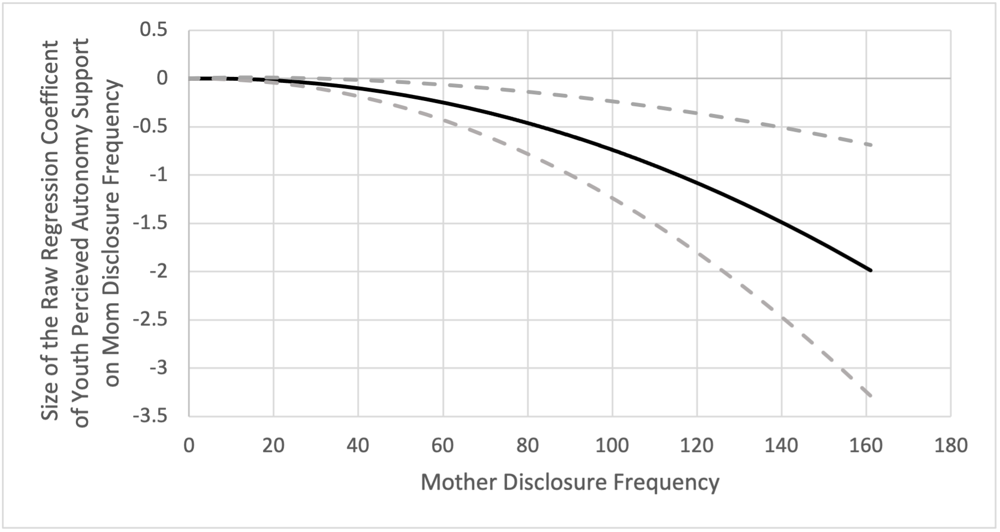 Size of the Raw Regression Coefficent
of Youth Percieved Autonomy Support
on Mom Disclosure Frequency
0.5
0
-0.5
-1
-1.5
-2
-2.5
-3
-3.5
0 20 40 60 80 100 120 140 160 180
Mother Disclosure Frequency